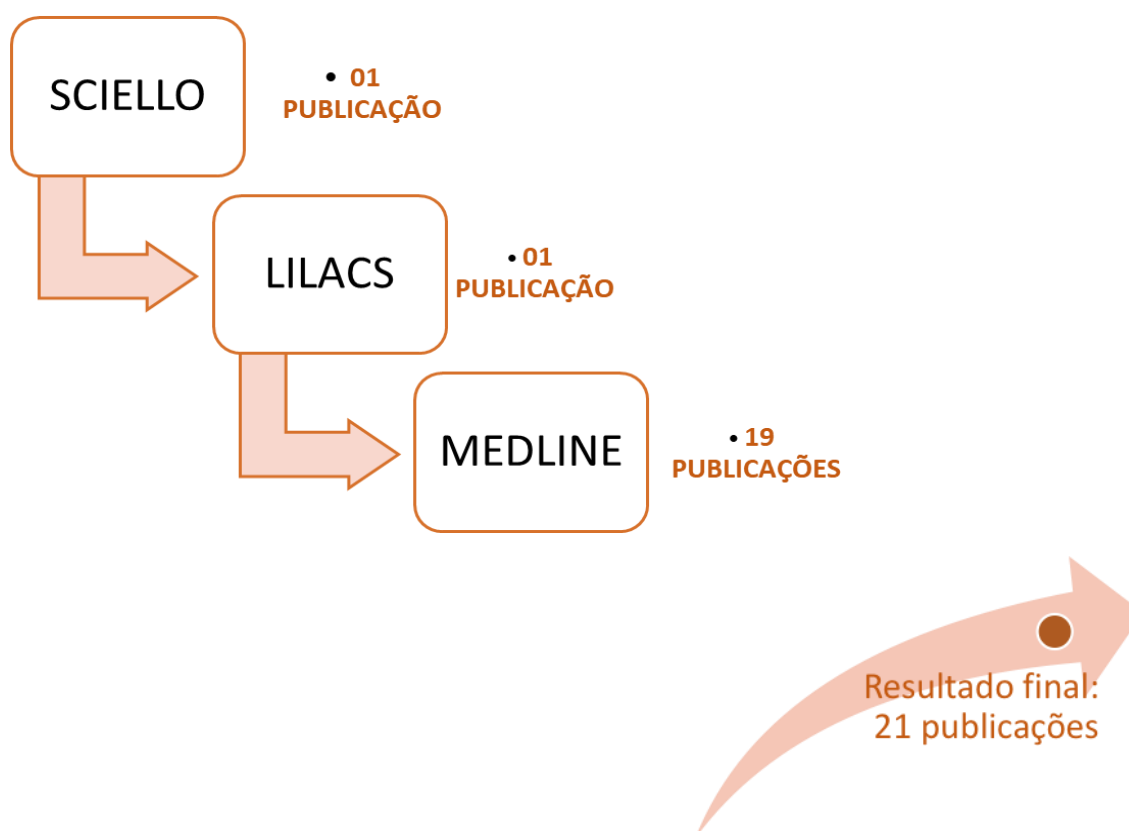 SCIELLO
• 01
PUBLICAÇÃO
LILACS
• 01
PUBLICAÇÃO
MEDLINE
• 19
PUBLICAÇÕES
Resultado final:
21 publicações